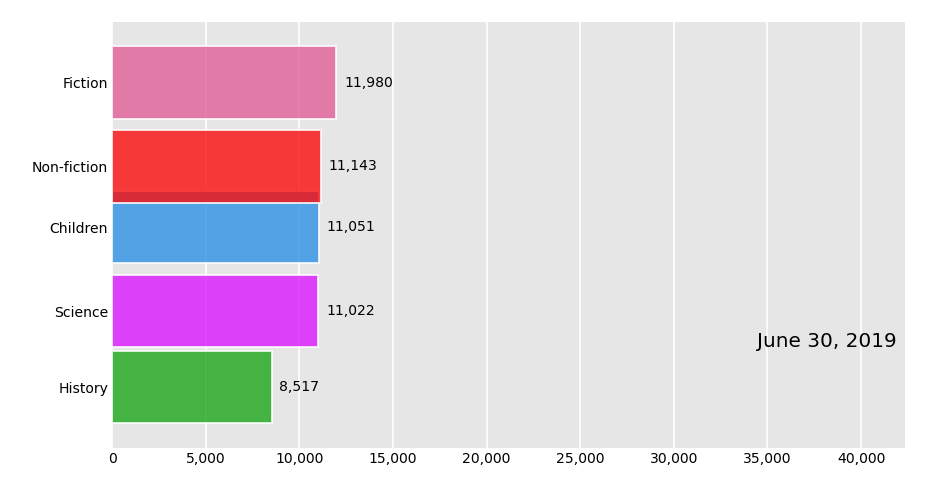 Fiction 11,980
Non-fiction 11,143
Children 11,051
Science 11,022
June 30, 2019
History 8,517
0 5,000 10,000 15,000 20,000 25,000 30,000 35,000 40,000